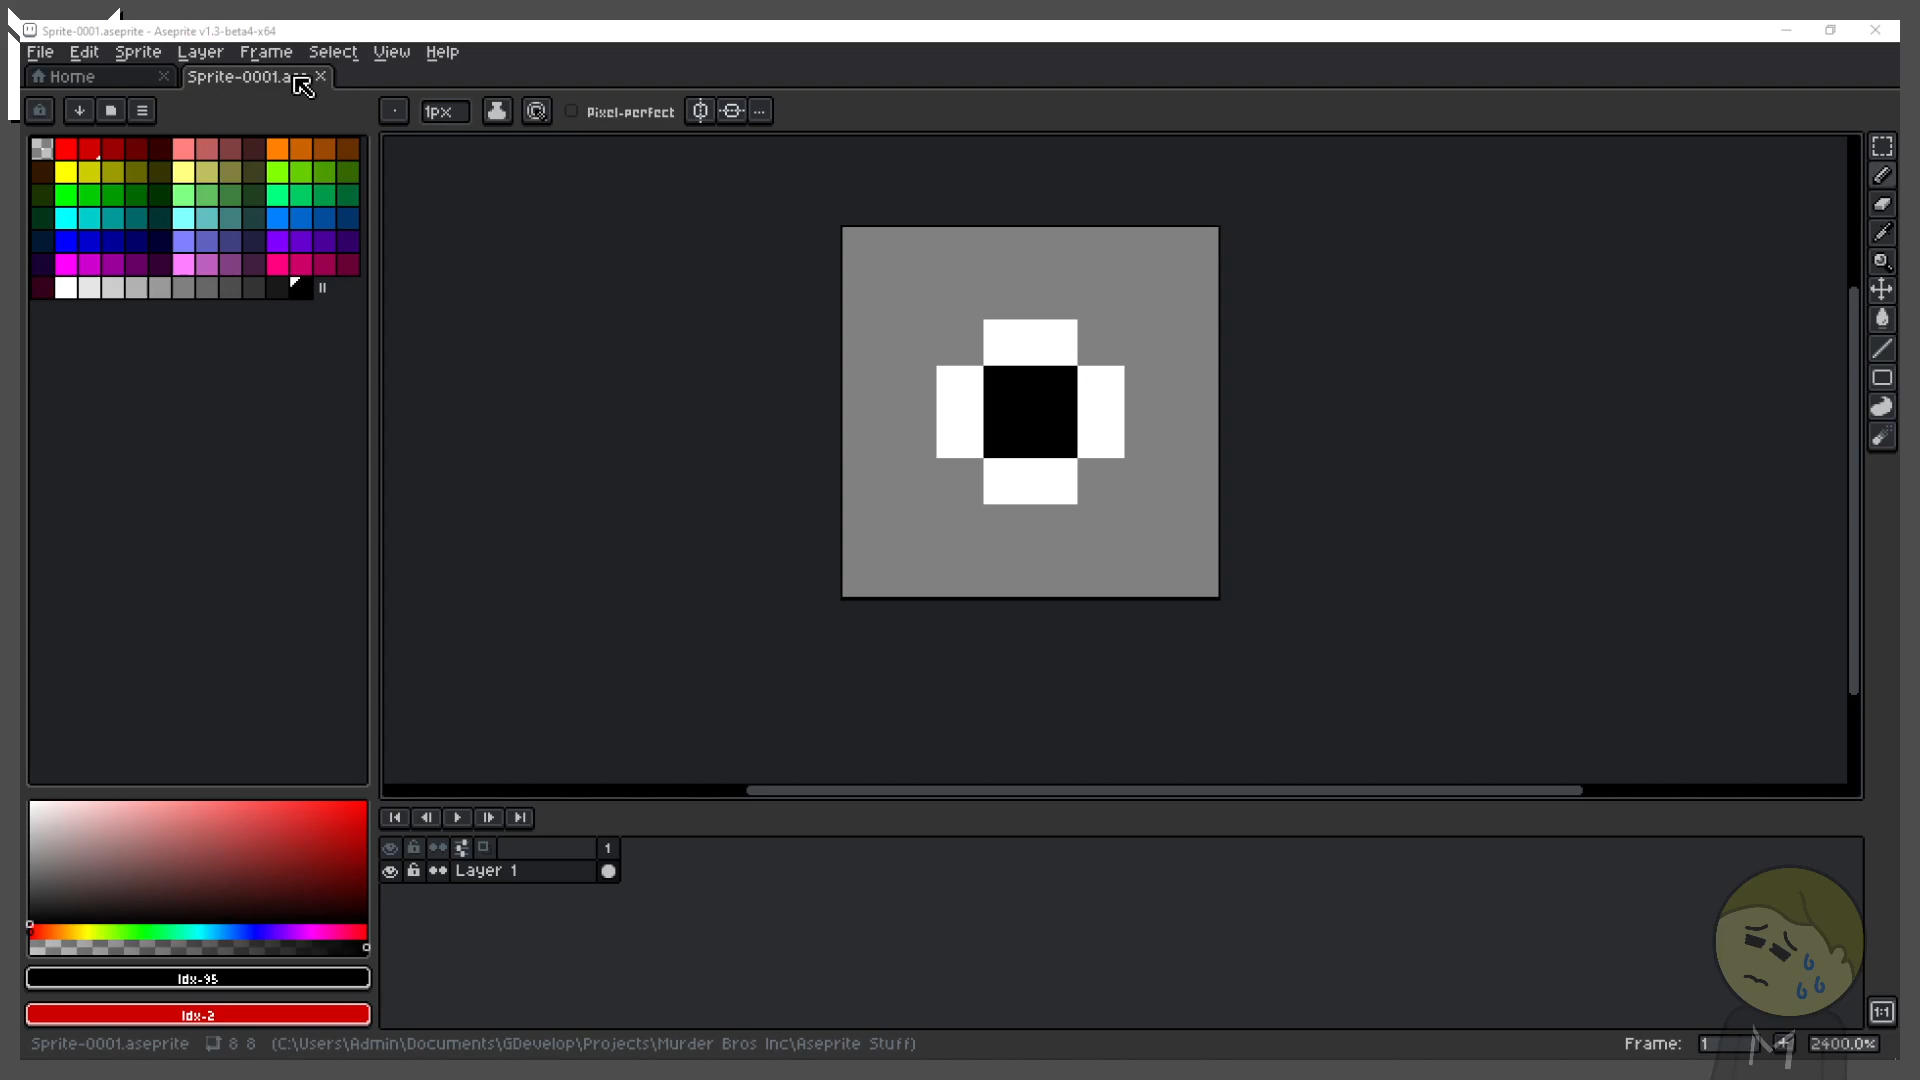 Sprite-0001.aseprite - Aseprite v1.3-beta4-x64
File Edit Sprite Layer Frame Select View Help
Home
Sprite-0001.as
1px
Pixel-perfect
1
Layer 1
Idx-95
Idx-2
1:1
Sprite-0001.aseprite 8 8 (C:\Users\Admin\Documents\GDevelop\Projects\Murder Bros Inc\Aseprite Stuff)
Frame: 1 + 2400.0%